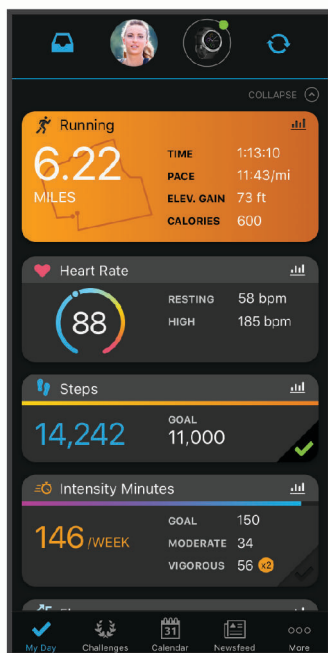 COLLAPSE
Running
6.22
MILES
TIME 1:13:10
PACE 11:43/mi
ELEV. GAIN 73 ft
CALORIES 600
Heart Rate
88
RESTING 58 bpm
HIGH 185 bpm
Steps
14,242
GOAL
11,000
Intensity Minutes
146 /WEEK
GOAL 150
MODERATE 34
VIGOROUS 56 x2
31
My Day Challenges Calendar Newsfeed More